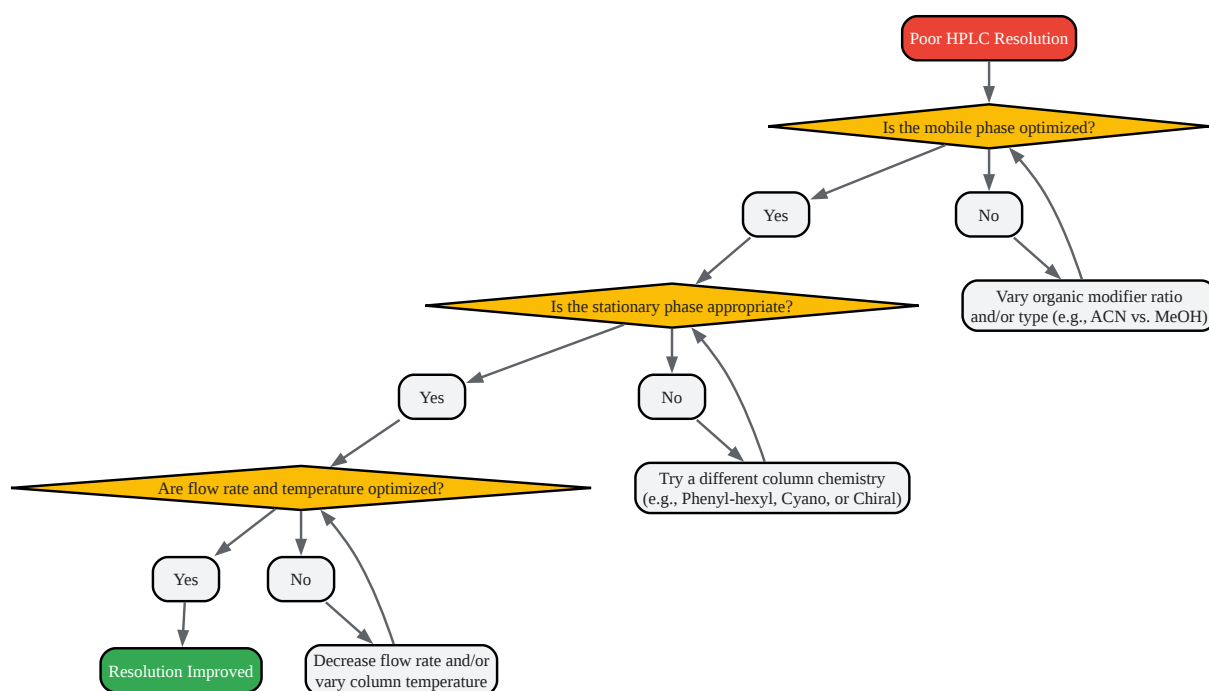 Poor HPLC Resolution
Is the mobile phase optimized?
Yes
No
Vary organic modifier ratio
and/or type (e.g., ACN vs. MeOH)
Is the stationary phase appropriate?
Yes
No
Try a different column chemistry
(e.g., Phenyl-hexyl, Cyano, or Chiral)
Are flow rate and temperature optimized?
Yes
No
Resolution Improved
Decrease flow rate and/or
vary column temperature